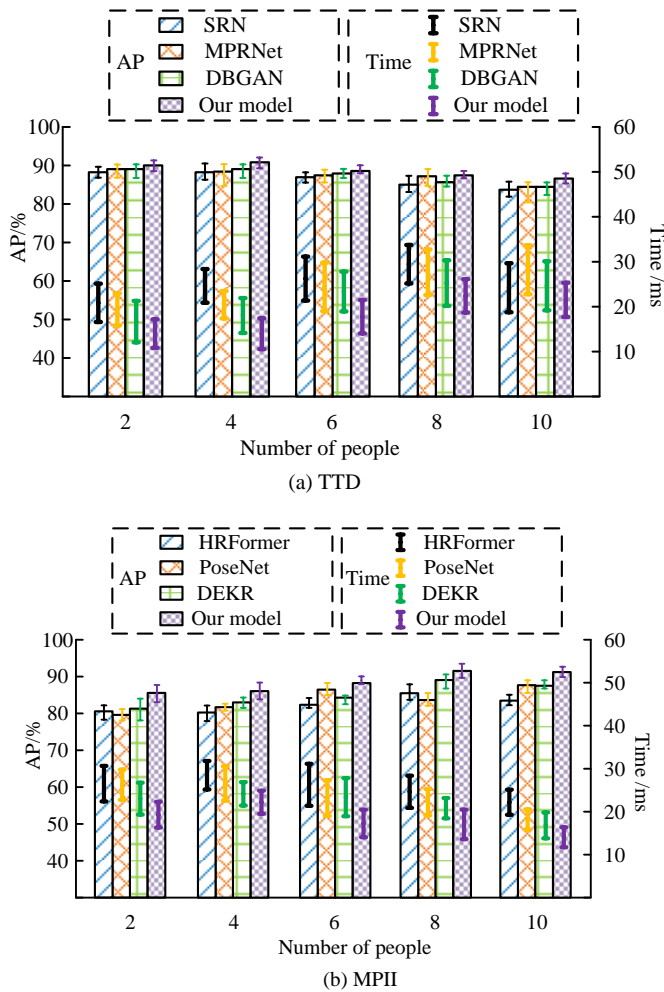 SRN SRN
MPRNet MPRNet
AP Time
DBGAN DBGAN
Our model Our model
100 60
90 50
80 40
70 30
60 20
50 10
40
AP/%
Time /ms
2 4 6 8 10
Number of people
(a) TTD
HRFormer HRFormer
PoseNet PoseNet
AP Time
DEKR DEKR
Our model Our model
100 60
90 50
80 40
70 30
60 20
50 10
40
AP/%
Time /ms
2 4 6 8 10
Number of people
(b) MPII